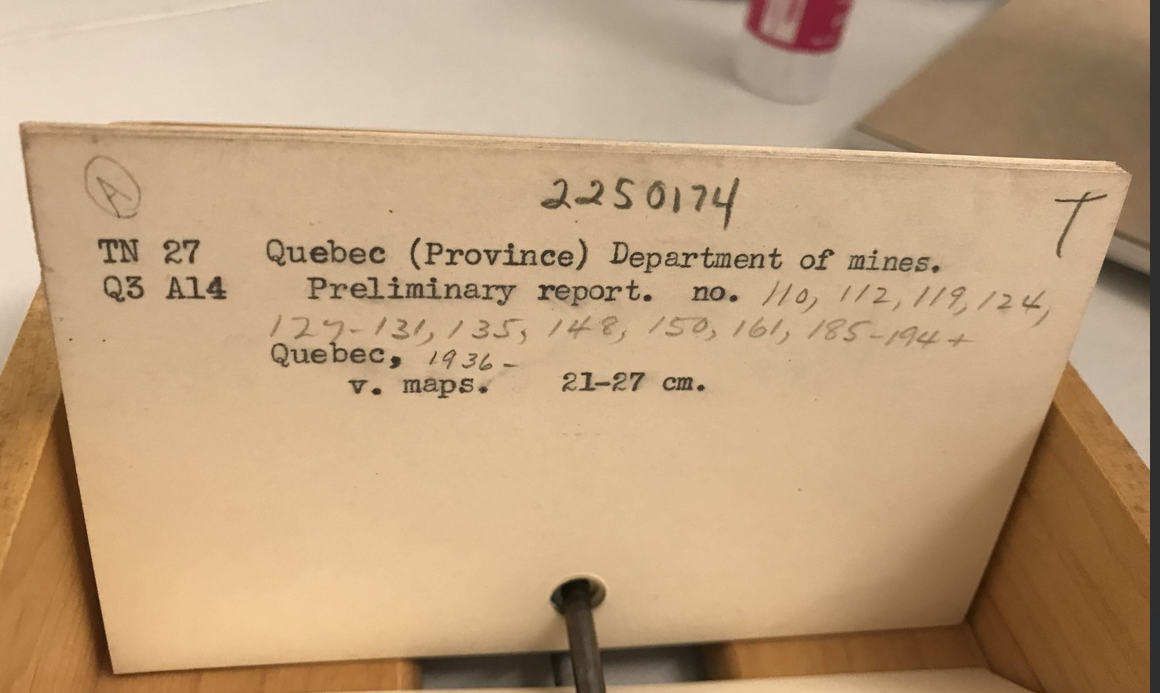 A
2250174
T
TN 27 Quebec (Province) Department of mines.
Q3 A14 Preliminary report. no. 110, 112, 119, 124,
127-131, 135, 148, 150, 161, 185-194 +
Quebec, 1936-
v. maps. 21-27 cm.